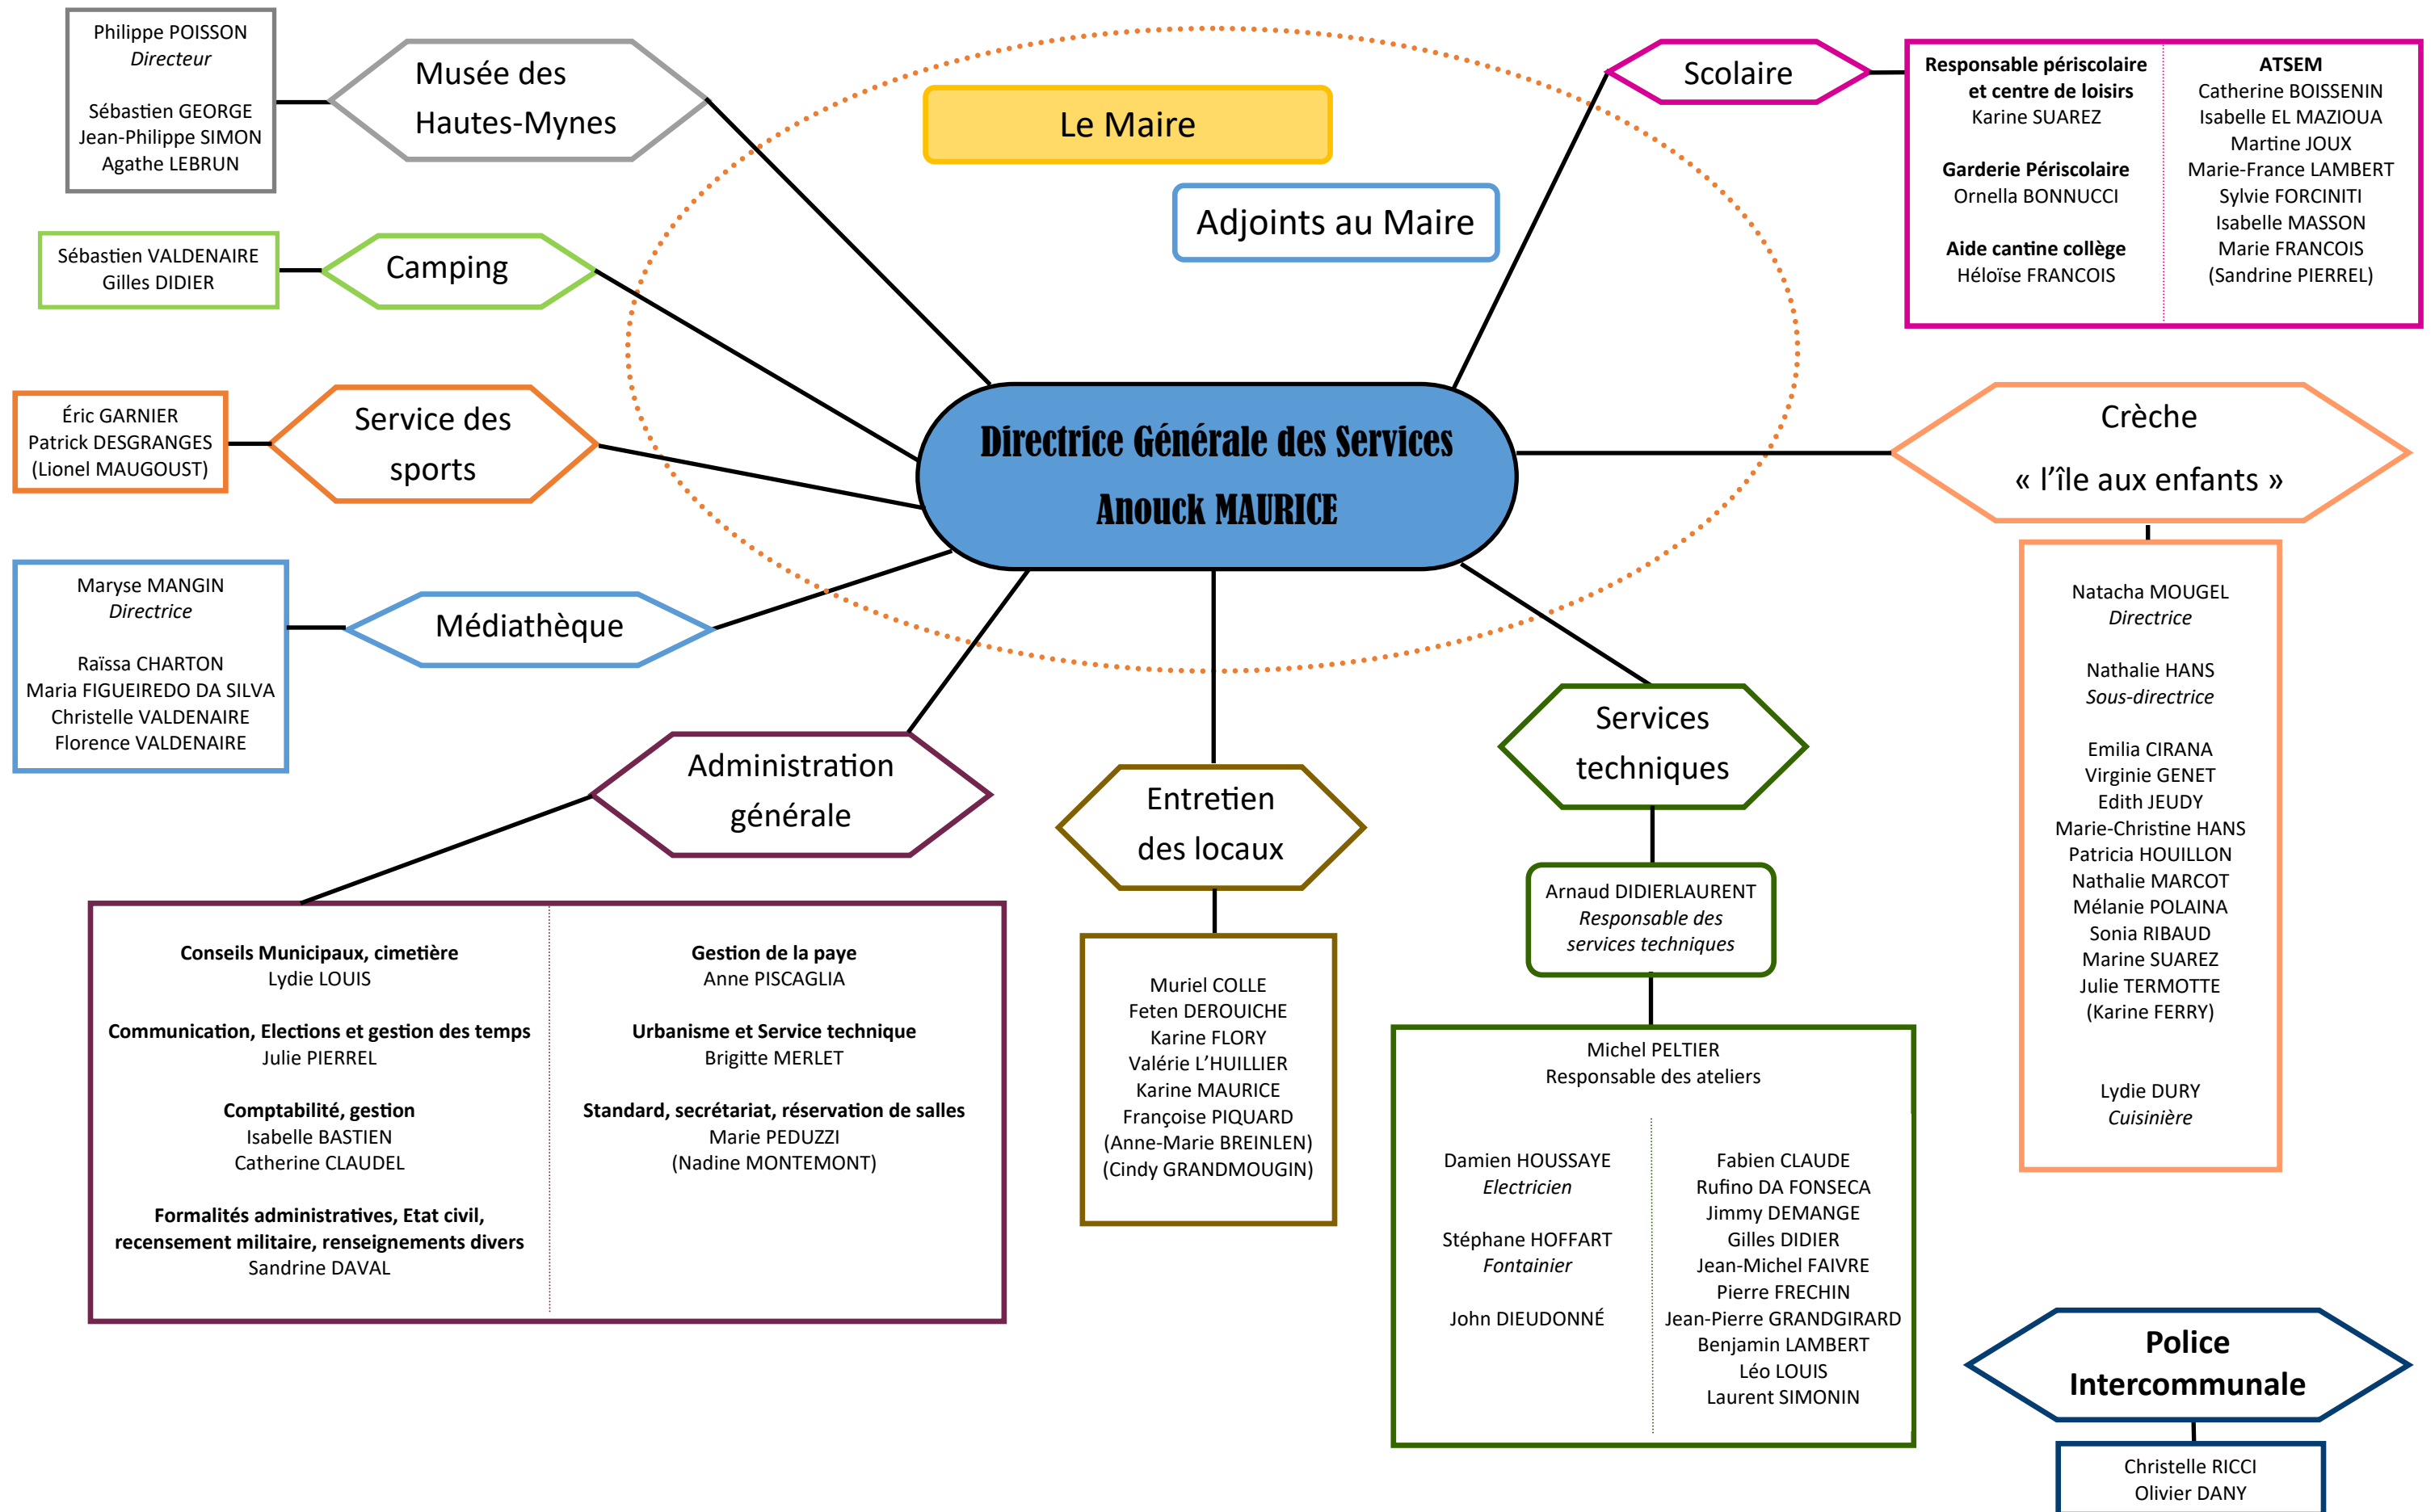 Philippe POISSON
Directeur
Sébastien GEORGE
Jean-Philippe SIMON
Agathe LEBRUN
Musée des
Hautes-Mynes
Le Maire
Adjoints au Maire
Scolaire
Responsable périscolaire
et centre de loisirs
Karine SUAREZ
Garderie Périscolaire
Ornella BONNUCCI
Aide cantine collège
Héloïse FRANCOIS
ATSEM
Catherine BOISSENIN
Isabelle EL MAZIOUA
Martine JOUX
Marie-France LAMBERT
Sylvie FORCINITI
Isabelle MASSON
Marie FRANCOIS
(Sandrine PIERREL)
Sébastien VALDENAIRE
Gilles DIDIER
Camping
Éric GARNIER
Patrick DESGRANGES
(Lionel MAUGOUST)
Service des
sports
Directrice Générale des Services
Anouck MAURICE
Crèche
« l’île aux enfants »
Natacha MOUGEL
Directrice
Nathalie HANS
Sous-directrice
Emilia CIRANA
Virginie GENET
Edith JEUDY
Marie-Christine HANS
Patricia HOUILLON
Nathalie MARCOT
Mélanie POLAINA
Sonia RIBAUD
Marine SUAREZ
Julie TERMOTTE
(Karine FERRY)
Lydie DURY
Cuisinière
Maryse MANGIN
Directrice
Raïssa CHARTON
Maria FIGUEIREDO DA SILVA
Christelle VALDENAIRE
Florence VALDENAIRE
Médiathèque
Administration
générale
Conseils Municipaux, cimetière
Lydie LOUIS
Communication, Elections et gestion des temps
Julie PIERREL
Comptabilité, gestion
Isabelle BASTIEN
Catherine CLAUDEL
Formalités administratives, Etat civil,
recensement militaire, renseignements divers
Sandrine DAVAL
Gestion de la paye
Anne PISCAGLIA
Urbanisme et Service technique
Brigitte MERLET
Standard, secrétariat, réservation de salles
Marie PEDUZZI
(Nadine MONTEMONT)
Entretien
des locaux
Muriel COLLE
Feten DEROUICHE
Karine FLORY
Valérie L’HUILLIER
Karine MAURICE
Françoise PIQUARD
(Anne-Marie BREINLEN)
(Cindy GRANDMOUGIN)
Services
techniques
Arnaud DIDIERLAURENT
Responsable des
services techniques
Michel PELTIER
Responsable des ateliers
Damien HOUSSAYE
Electricien
Stéphane HOFFART
Fontainier
John DIEUDONNÉ
Fabien CLAUDE
Rufino DA FONSECA
Jimmy DEMANGE
Gilles DIDIER
Jean-Michel FAIVRE
Pierre FRECHIN
Jean-Pierre GRANDGIRARD
Benjamin LAMBERT
Léo LOUIS
Laurent SIMONIN
Police
Intercommunale
Christelle RICCI
Olivier DANY